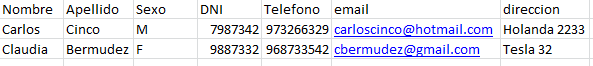 Nombre Apellido Sexo DNI Telefono email direccion
Carlos Cinco M 7987342 973266329 carloscinco@hotmail.com Holanda 2233
Claudia Bermudez F 9887332 968733542 cbermudez@gmail.com Tesla 32